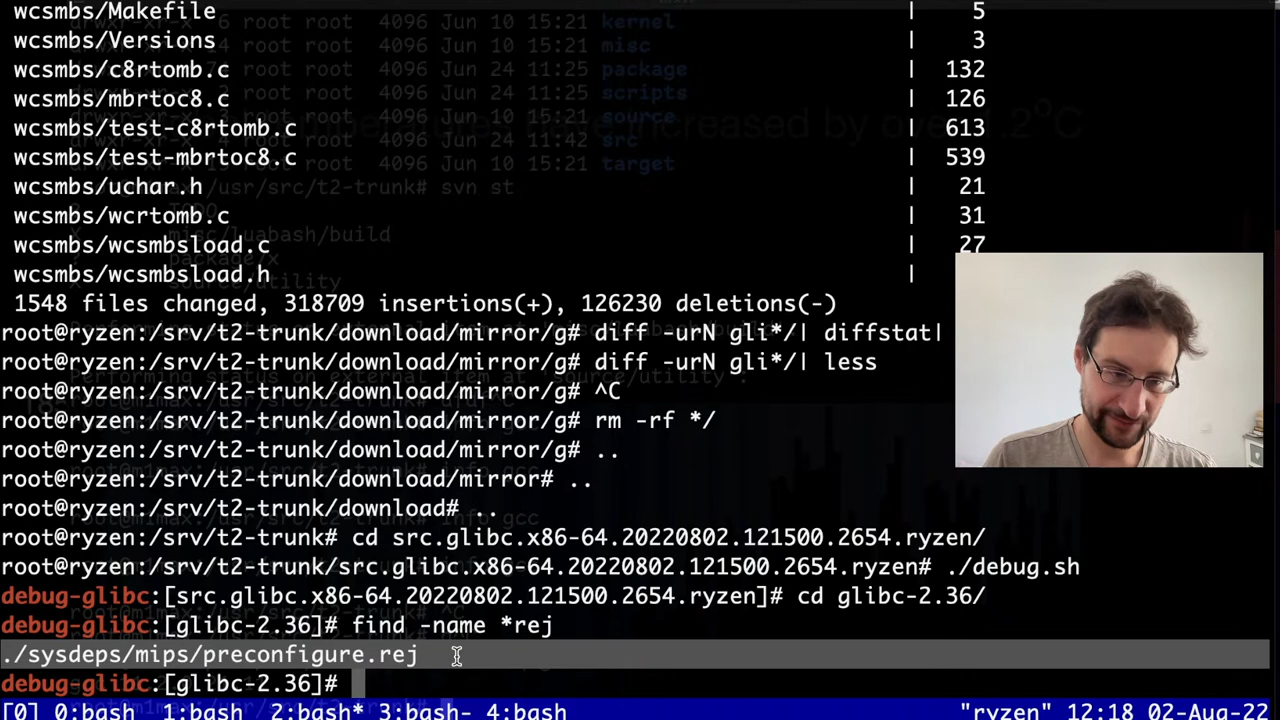 wcsmbs/Makefile | 5
wcsmbs/Versions | 3
wcsmbs/c8rtomb.c | 132
wcsmbs/mbrtoc8.c | 126
wcsmbs/test-c8rtomb.c | 613
wcsmbs/test-mbrtoc8.c | 539
wcsmbs/uchar.h | 21
wcsmbs/wcrtomb.c | 31
wcsmbs/wcsmbsload.c | 27
wcsmbs/wcsmbsload.h |
1548 files changed, 318709 insertions(+), 126230 deletions(-)
root@ryzen:/srv/t2-trunk/download/mirror/g# diff -urN gli*/| diffstat|
root@ryzen:/srv/t2-trunk/download/mirror/g# diff -urN gli*/| less
root@ryzen:/srv/t2-trunk/download/mirror/g# ^C
root@ryzen:/srv/t2-trunk/download/mirror/g# rm -rf */
root@ryzen:/srv/t2-trunk/download/mirror/g# ..
root@ryzen:/srv/t2-trunk/download/mirror# ..
root@ryzen:/srv/t2-trunk/download# ..
root@ryzen:/srv/t2-trunk# cd src.glibc.x86-64.20220802.121500.2654.ryzen/
root@ryzen:/srv/t2-trunk/src.glibc.x86-64.20220802.121500.2654.ryzen# ./debug.sh
debug-glibc:[src.glibc.x86-64.20220802.121500.2654.ryzen]# cd glibc-2.36/
debug-glibc:[glibc-2.36]# find -name *rej
./sysdeps/mips/preconfigure.rej
debug-glibc:[glibc-2.36]#
[0] 0:bash 1:bash 2:bash* 3:bash- 4:bash "ryzen" 12:18 02-Aug-22